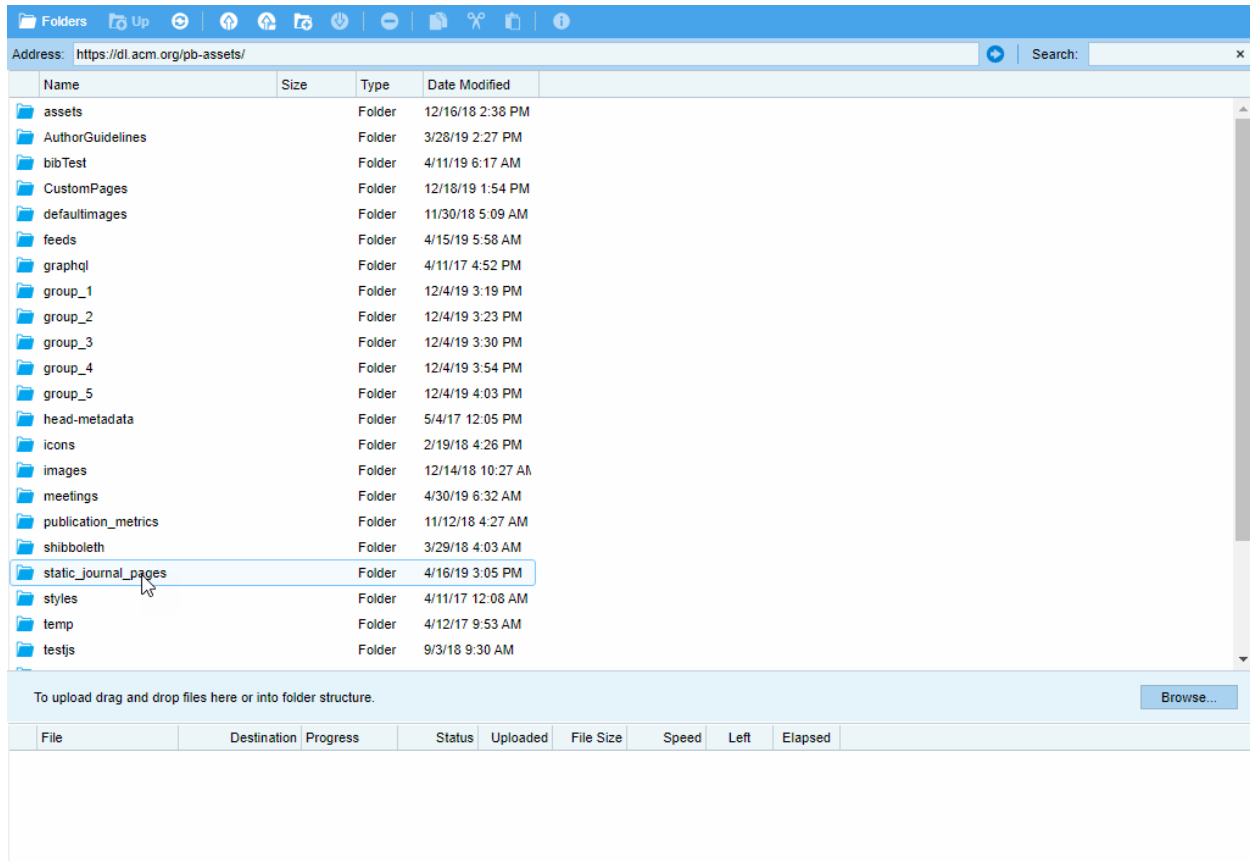 Folders Up
Address: https://dl.acm.org/pb-assets/ Search:
Name Size Type Date Modified
assets Folder 12/16/18 2:38 PM
AuthorGuidelines Folder 3/28/19 2:27 PM
bibTest Folder 4/11/19 6:17 AM
CustomPages Folder 12/18/19 1:54 PM
defaultimages Folder 11/30/18 5:09 AM
feeds Folder 4/15/19 5:58 AM
graphql Folder 4/11/17 4:52 PM
group_1 Folder 12/4/19 3:19 PM
group_2 Folder 12/4/19 3:23 PM
group_3 Folder 12/4/19 3:30 PM
group_4 Folder 12/4/19 3:54 PM
group_5 Folder 12/4/19 4:03 PM
head-metadata Folder 5/4/17 12:05 PM
icons Folder 2/19/18 4:26 PM
images Folder 12/14/18 10:27 AM
meetings Folder 4/30/19 6:32 AM
publication_metrics Folder 11/12/18 4:27 AM
shibboleth Folder 3/29/18 4:03 AM
static_journal_pages Folder 4/16/19 3:05 PM
styles Folder 4/11/17 12:08 AM
temp Folder 4/12/17 9:53 AM
testjs Folder 9/3/18 9:30 AM
To upload drag and drop files here or into folder structure. Browse...
File Destination Progress Status Uploaded File Size Speed Left Elapsed